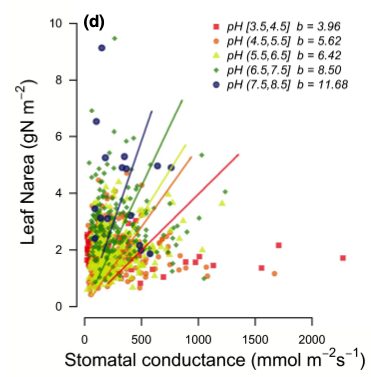 (d)
pH [3.5,4.5] b = 3.96
pH (4.5,5.5] b = 5.62
pH (5.5,6.5] b = 6.42
pH (6.5,7.5] b = 8.50
pH (7.5,8.5] b = 11.68
Leaf Narea (gN m⁻²)
10
8
6
4
2
0
0 500 1000 1500 2000
Stomatal conductance (mmol m⁻²s⁻¹)